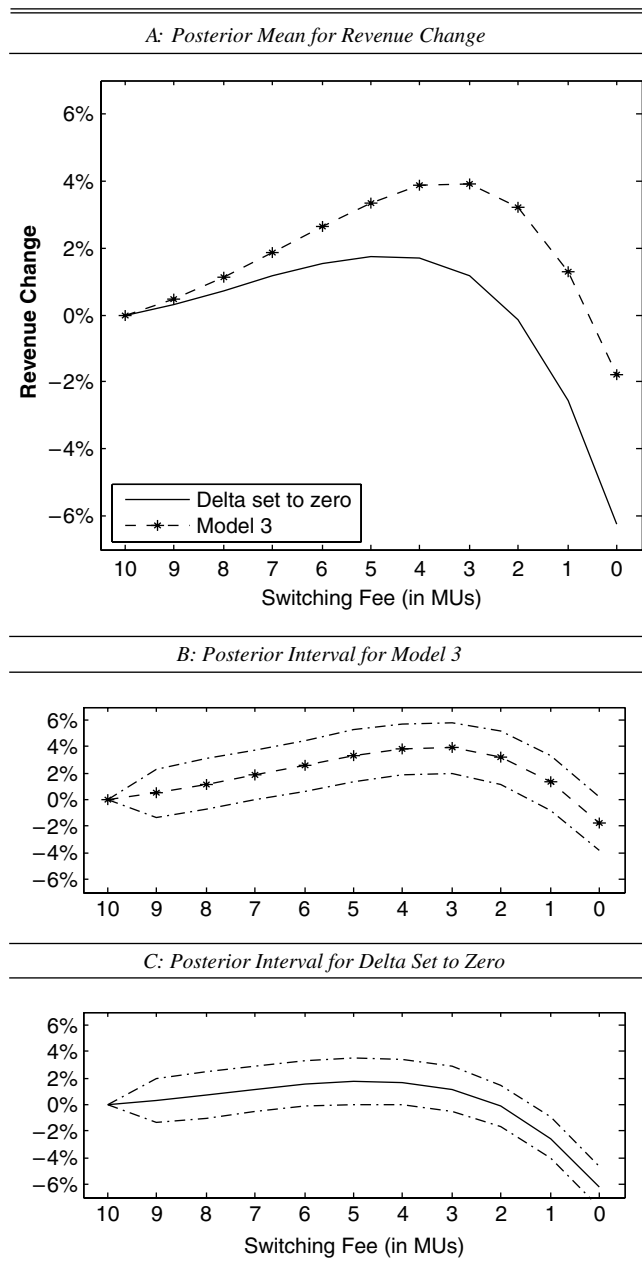 A: Posterior Mean for Revenue Change
6%
4%
2%
0%
−2%
−4%
−6%
Revenue Change
Delta set to zero
Model 3
10 9 8 7 6 5 4 3 2 1 0
Switching Fee (in MUs)
B: Posterior Interval for Model 3
6%
4%
2%
0%
−2%
−4%
−6%
10 9 8 7 6 5 4 3 2 1 0
C: Posterior Interval for Delta Set to Zero
6%
4%
2%
0%
−2%
−4%
−6%
10 9 8 7 6 5 4 3 2 1 0
Switching Fee (in MUs)